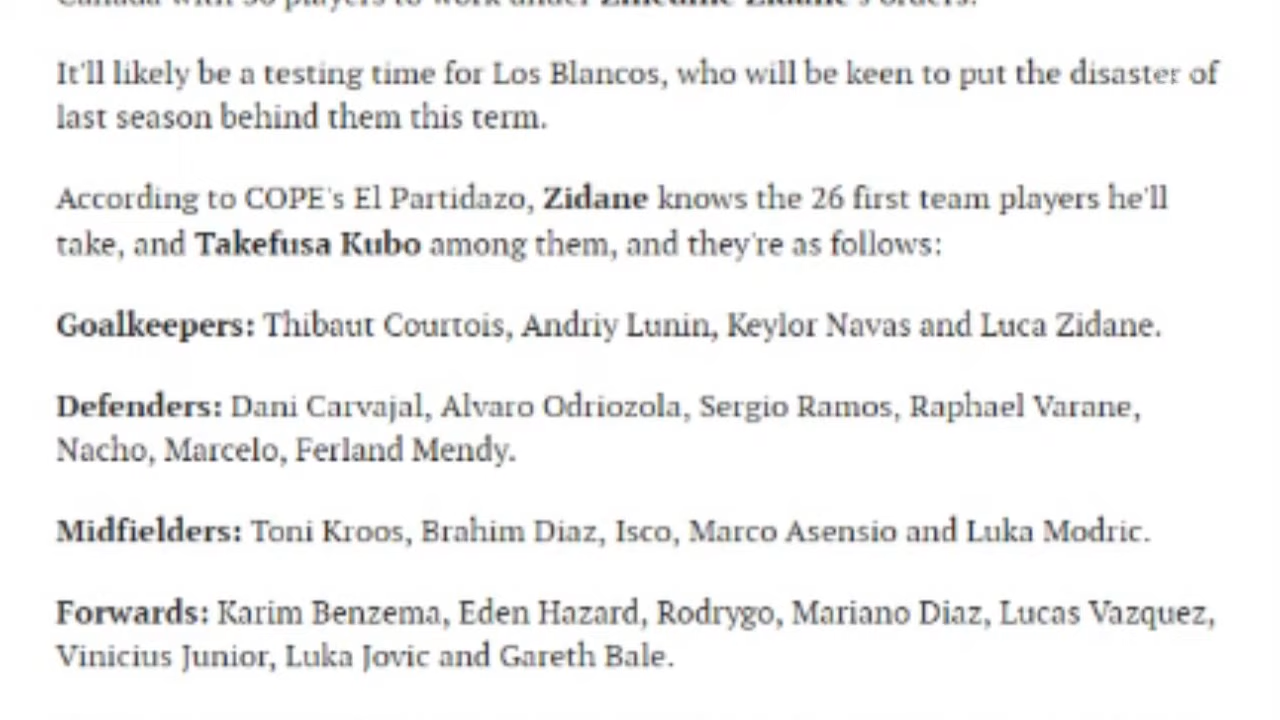 It'll likely be a testing time for Los Blancos, who will be keen to put the disaster of
last season behind them this term.
According to COPE's El Partidazo, Zidane knows the 26 first team players he'll
take, and Takefusa Kubo among them, and they're as follows:
Goalkeepers: Thibaut Courtois, Andriy Lunin, Keylor Navas and Luca Zidane.
Defenders: Dani Carvajal, Alvaro Odriozola, Sergio Ramos, Raphael Varane,
Nacho, Marcelo, Ferland Mendy.
Midfielders: Toni Kroos, Brahim Diaz, Isco, Marco Asensio and Luka Modric.
Forwards: Karim Benzema, Eden Hazard, Rodrygo, Mariano Diaz, Lucas Vazquez,
Vinicius Junior, Luka Jovic and Gareth Bale.